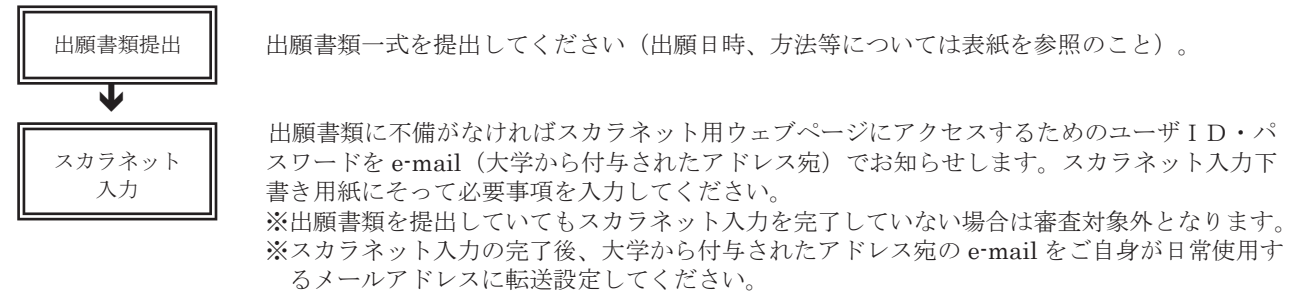 出願書類提出
出願書類一式を提出してください（出願日時、方法等については表紙を参照のこと）。
スカラネット
入力
出願書類に不備がなければスカラネット用ウェブページにアクセスするためのユーザＩＤ・パ
スワードを e-mail（大学から付与されたアドレス宛）でお知らせします。スカラネット入力下
書き用紙にそって必要事項を入力してください。
※出願書類を提出していてもスカラネット入力を完了していない場合は審査対象外となります。
※スカラネット入力の完了後、大学から付与されたアドレス宛の e-mail をご自身が日常使用す
るメールアドレスに転送設定してください。